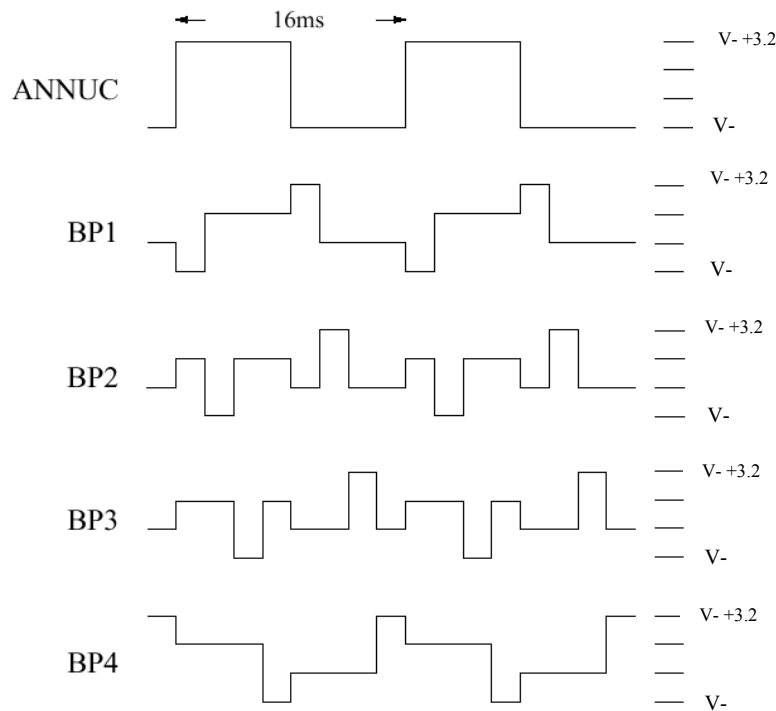 16ms
V- +3.2
ANNUC
V-
V- +3.2
BP1
V-
V- +3.2
BP2
V-
V- +3.2
BP3
V-
V- +3.2
BP4
V-